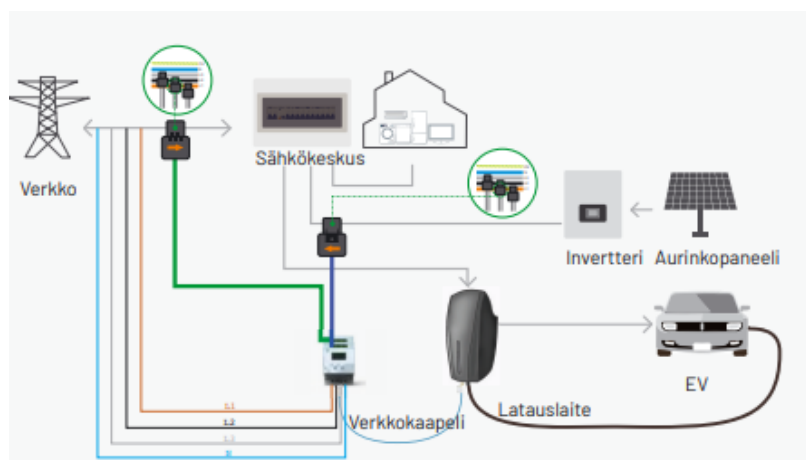 Sähkökeskus
Verkko
Invertteri
Aurinkopaneeli
EV
L1
Latauslaite
Verkkokaapeli
L2
L3
N